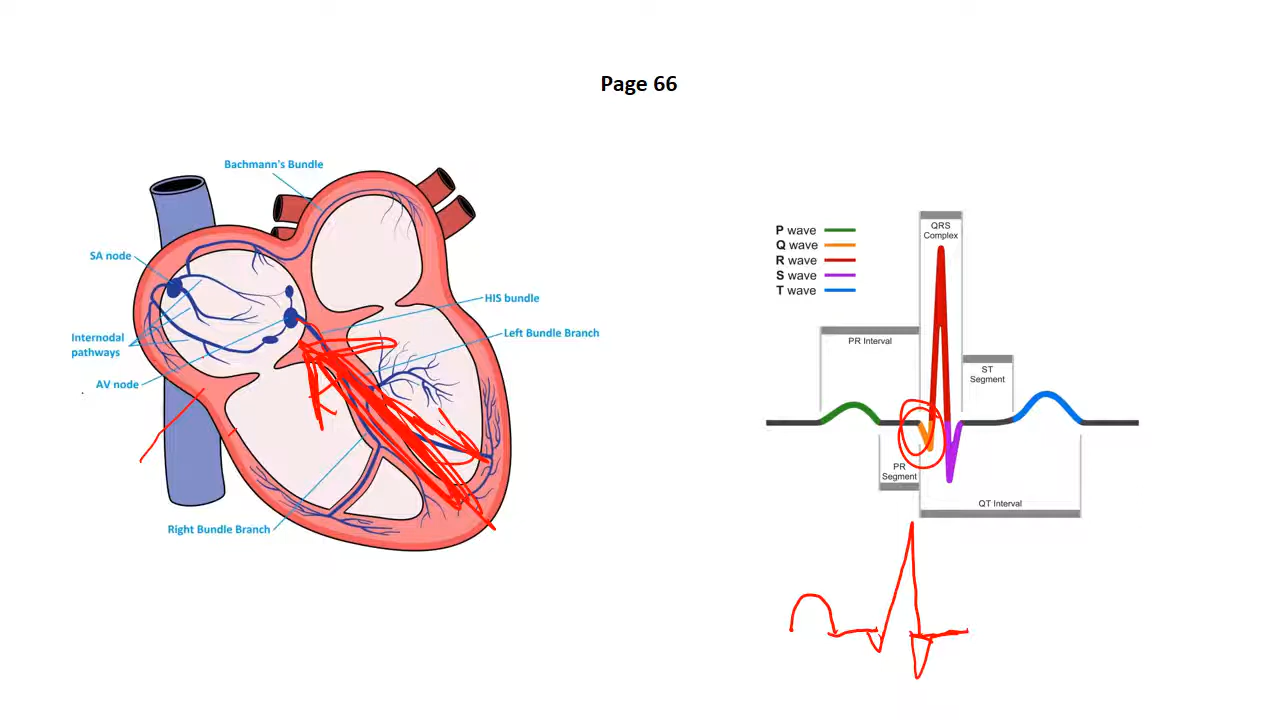 Page 66
Bachmann's Bundle
SA node
HIS bundle
Left Bundle Branch
Internodal
pathways
AV node
Right Bundle Branch
P wave
Q wave
R wave
S wave
T wave
QRS
Complex
PR Interval
ST
Segment
PR
Segment
QT Interval